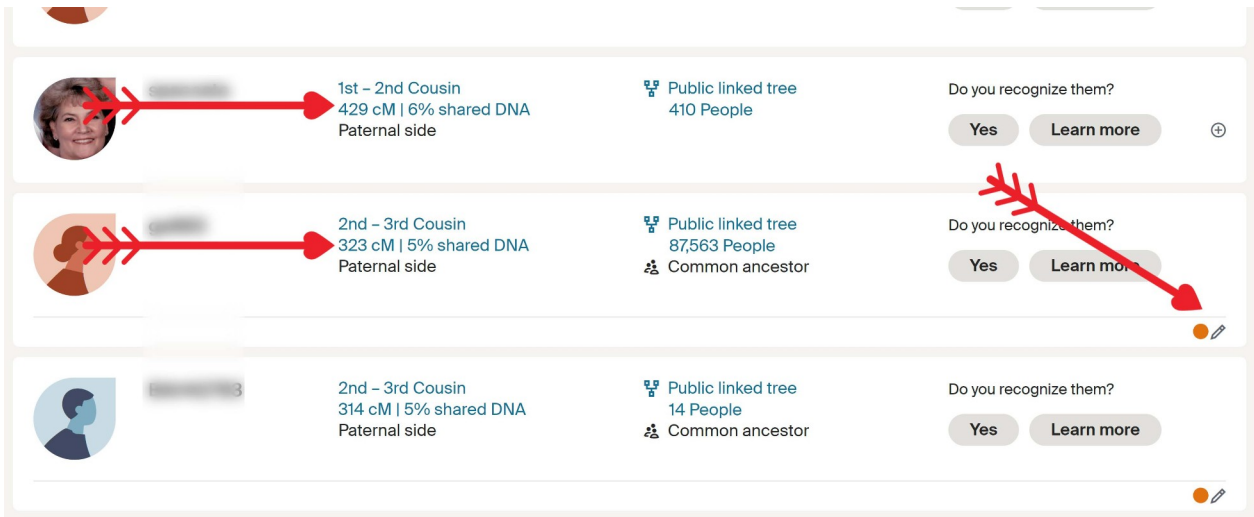 1st – 2nd Cousin
429 cM | 6% shared DNA
Paternal side
Public linked tree
410 People
Do you recognize them?
Yes
Learn more
2nd – 3rd Cousin
323 cM | 5% shared DNA
Paternal side
Public linked tree
87,563 People
Common ancestor
Do you recognize them?
Yes
Learn more
2nd – 3rd Cousin
314 cM | 5% shared DNA
Paternal side
Public linked tree
14 People
Common ancestor
Do you recognize them?
Yes
Learn more